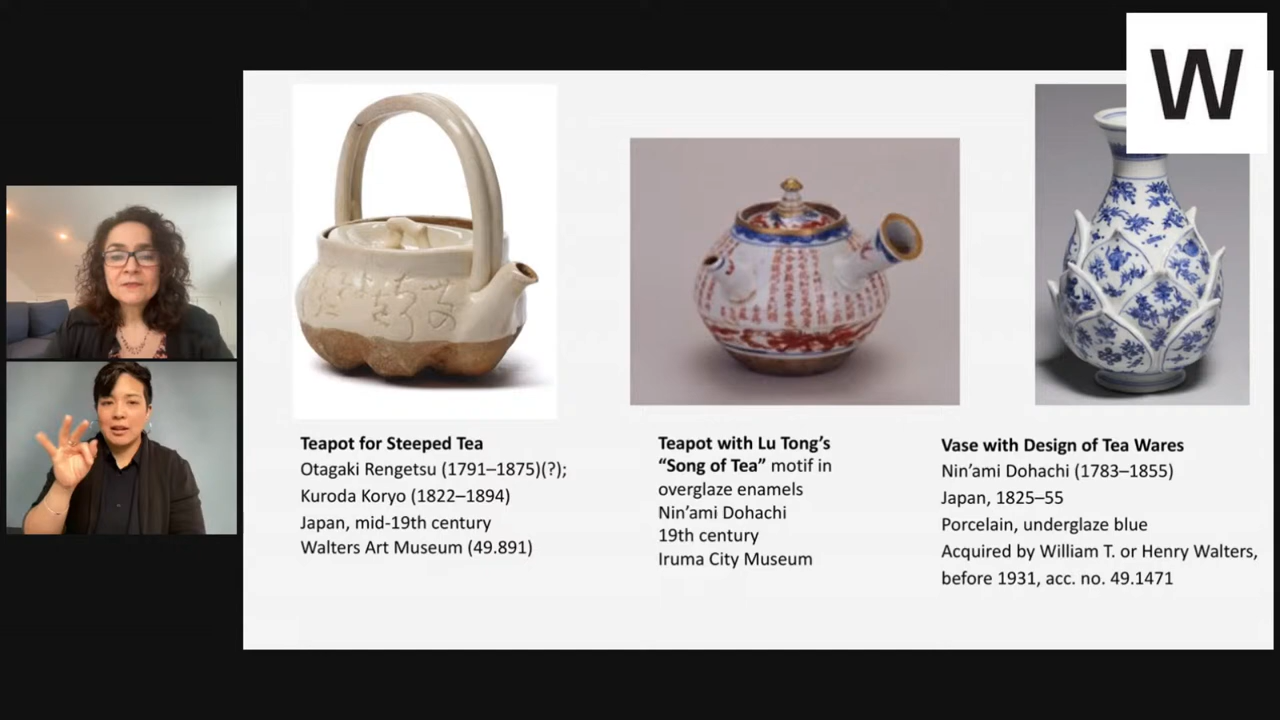 W
Teapot for Steeped Tea
Otagaki Rengetsu (1791–1875)(?);
Kuroda Koryo (1822–1894)
Japan, mid-19th century
Walters Art Museum (49.891)
Teapot with Lu Tong’s
“Song of Tea” motif in
overglaze enamels
Nin’ami Dohachi
19th century
Iruma City Museum
Vase with Design of Tea Wares
Nin’ami Dohachi (1783–1855)
Japan, 1825–55
Porcelain, underglaze blue
Acquired by William T. or Henry Walters,
before 1931, acc. no. 49.1471